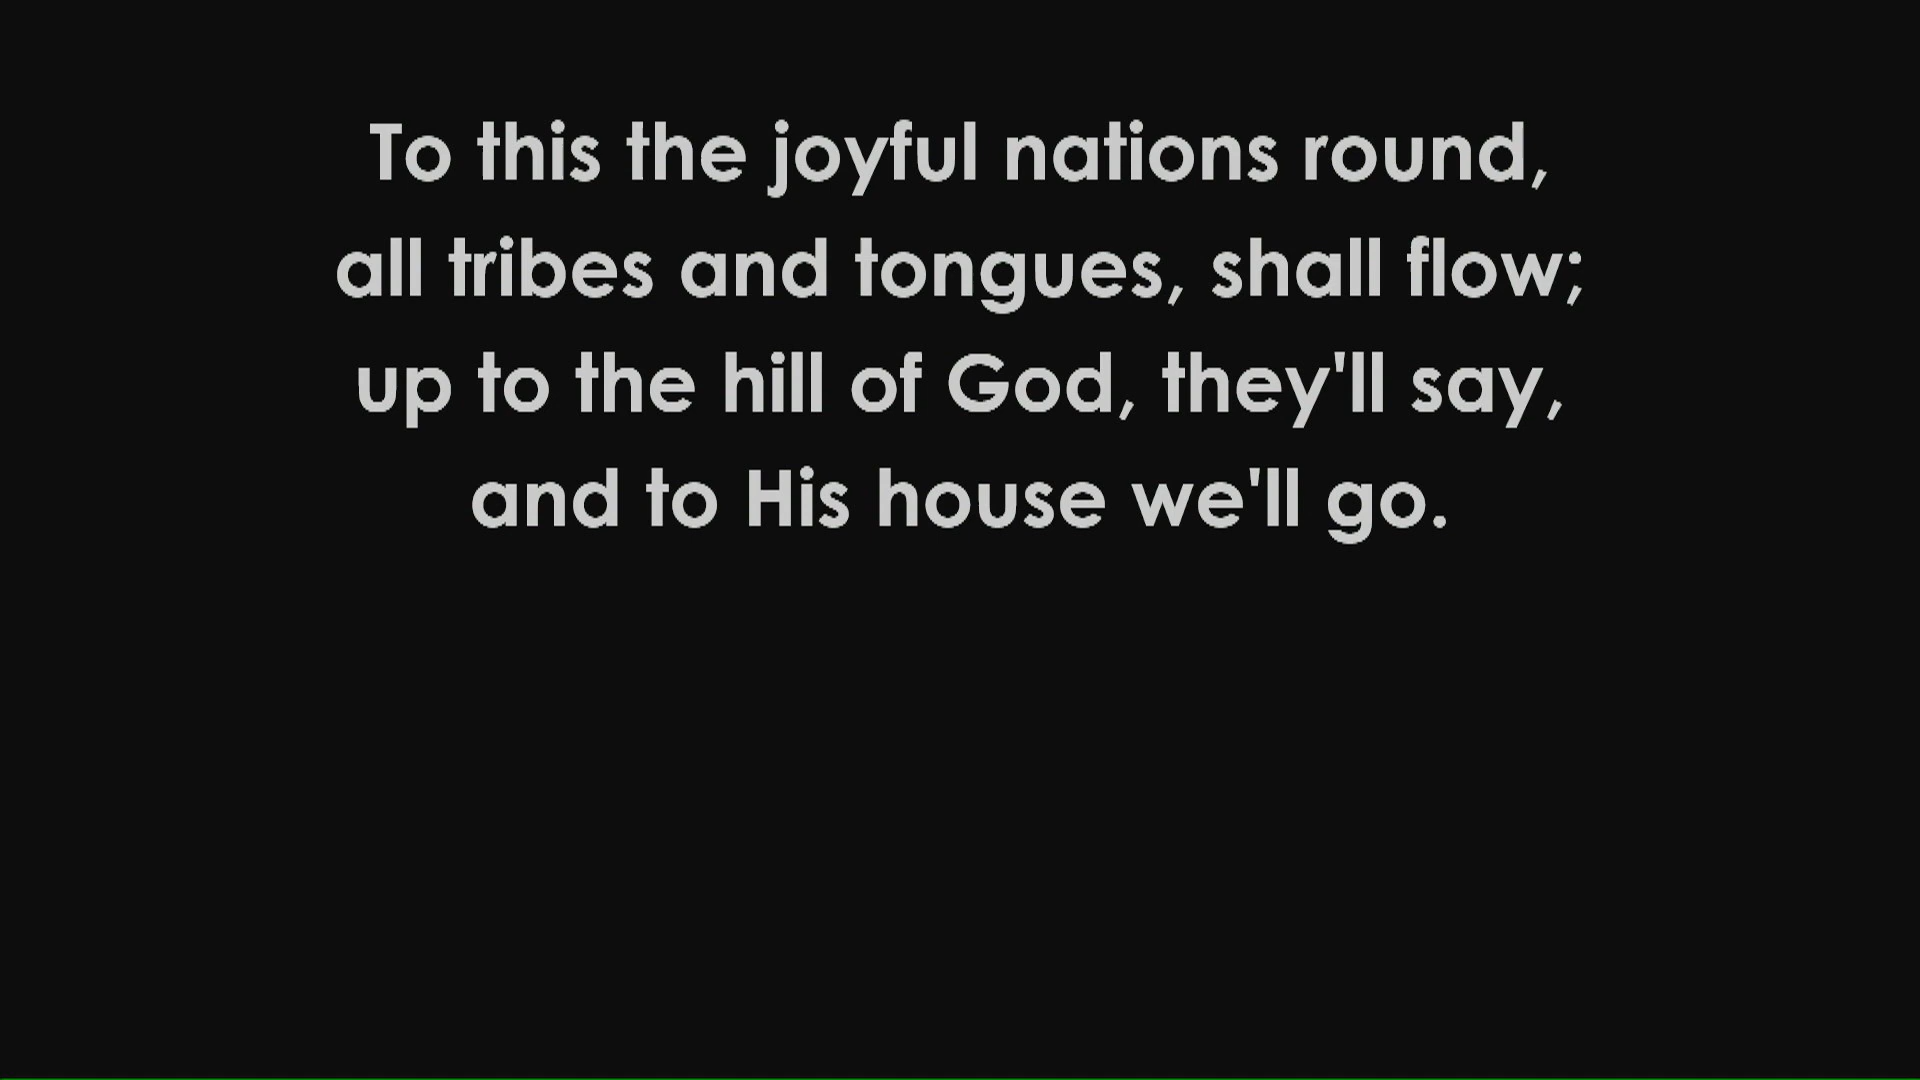 To this the joyful nations round,
all tribes and tongues, shall flow;
up to the hill of God, they'll say,
and to His house we'll go.